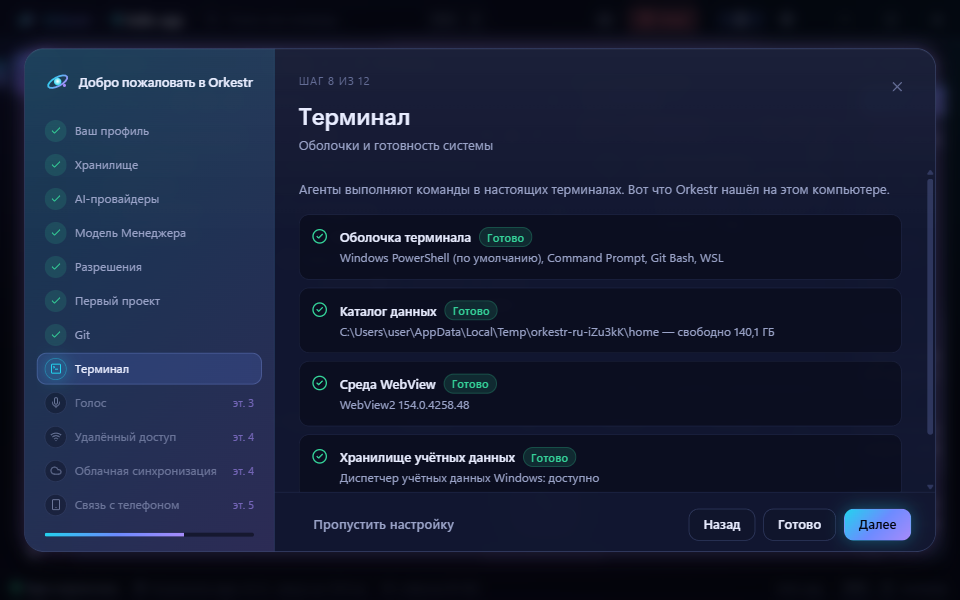 Добро пожаловать в Orkestr
Ваш профиль
Хранилище
AI-провайдеры
Модель Менеджера
Разрешения
Первый проект
Git
Терминал
Голос эт. 3
Удалённый доступ эт. 4
Облачная синхронизация эт. 4
Связь с телефоном эт. 5
ШАГ 8 ИЗ 12
Терминал
Оболочки и готовность системы
Агенты выполняют команды в настоящих терминалах. Вот что Orkestr нашёл на этом компьютере.
Оболочка терминала Готово
Windows PowerShell (по умолчанию), Command Prompt, Git Bash, WSL
Каталог данных Готово
C:\Users\user\AppData\Local\Temp\orkestr-ru-iZu3kK\home — свободно 140,1 ГБ
Среда WebView Готово
WebView2 154.0.4258.48
Хранилище учётных данных Готово
Диспетчер учётных данных Windows: доступно
Пропустить настройку
Назад
Готово
Далее